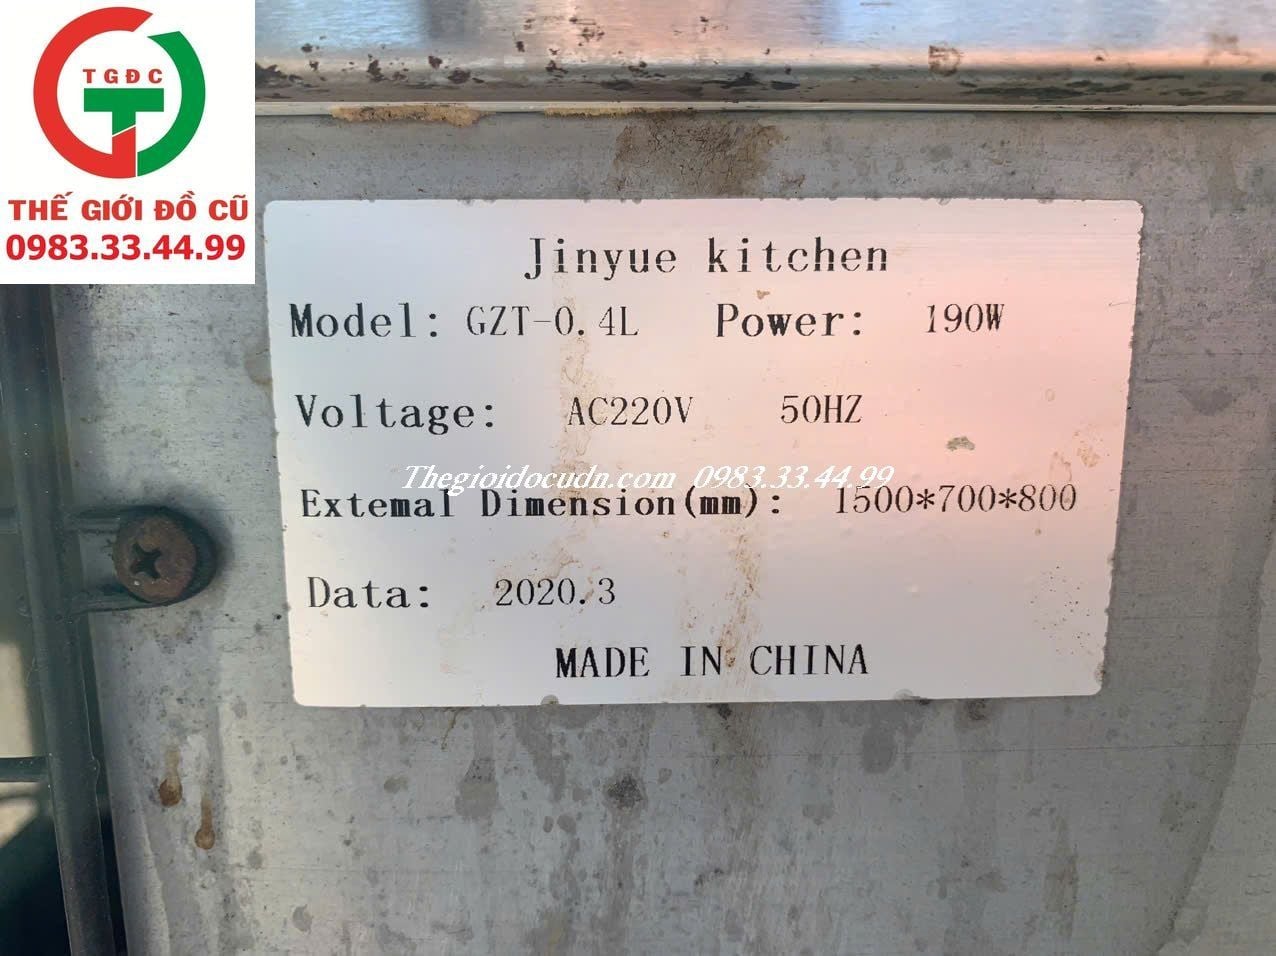 TGĐC
THẾ GIỚI ĐỒ CŨ
0983.33.44.99
Jinyue kitchen
Model: GZT-0.4L Power: 190W
Voltage: AC220V 50HZ
Thegioidocudn.com 0983.33.44.99
Extemal Dimension(mm): 1500*700*800
Data: 2020.3
MADE IN CHINA